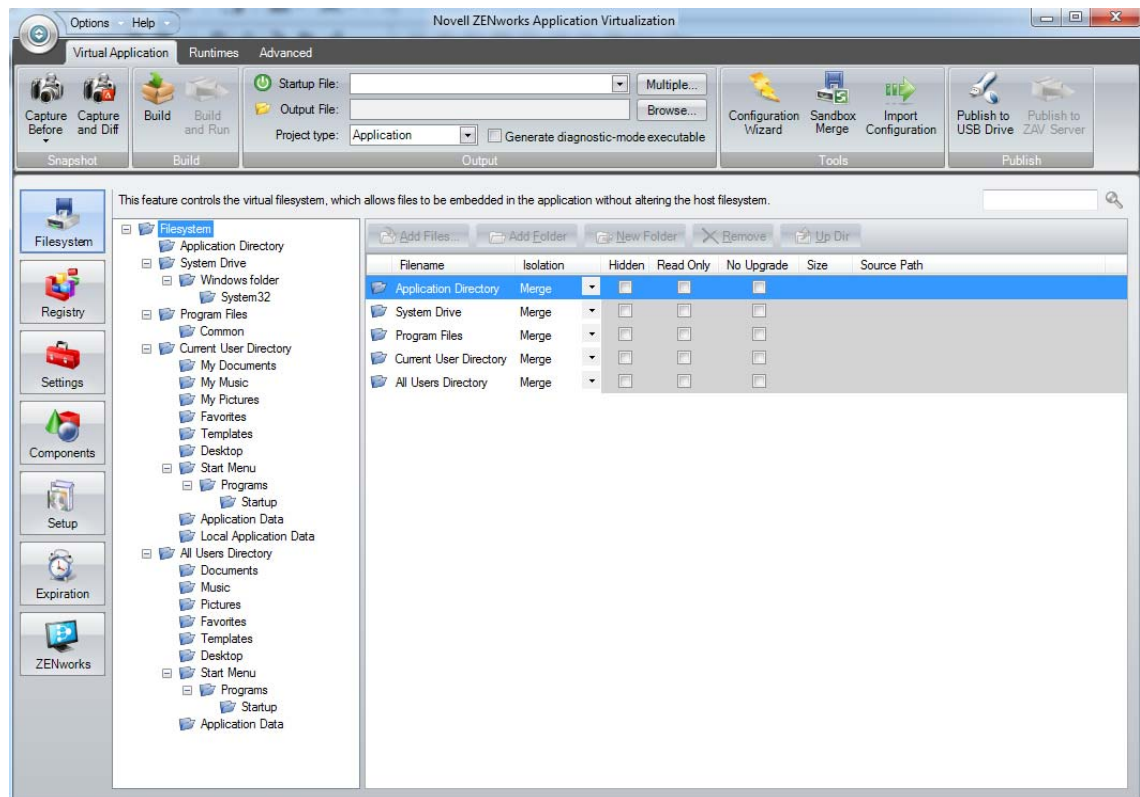 Options Help Novell ZENworks Application Virtualization
Virtual Application Runtimes Advanced
Capture Before
Capture and Diff
Snapshot
Build
Build and Run
Build
Startup File: Multiple...
Output File: Browse...
Project type: Application Generate diagnostic-mode executable
Output
Configuration Wizard
Sandbox Merge
Import Configuration
Tools
Publish to USB Drive
Publish to ZAV Server
Publish
This feature controls the virtual filesystem, which allows files to be embedded in the application without altering the host filesystem.
Filesystem
Registry
Settings
Components
Setup
Expiration
ZENworks
Filesystem
Application Directory
System Drive
Windows folder
System32
Program Files
Common
Current User Directory
My Documents
My Music
My Pictures
Favorites
Templates
Desktop
Start Menu
Programs
Startup
Application Data
Local Application Data
All Users Directory
Documents
Music
Pictures
Favorites
Templates
Desktop
Start Menu
Programs
Startup
Application Data
Add Files... Add Folder New Folder Remove Up Dir
Filename Isolation Hidden Read Only No Upgrade Size Source Path
Application Directory Merge
System Drive Merge
Program Files Merge
Current User Directory Merge
All Users Directory Merge